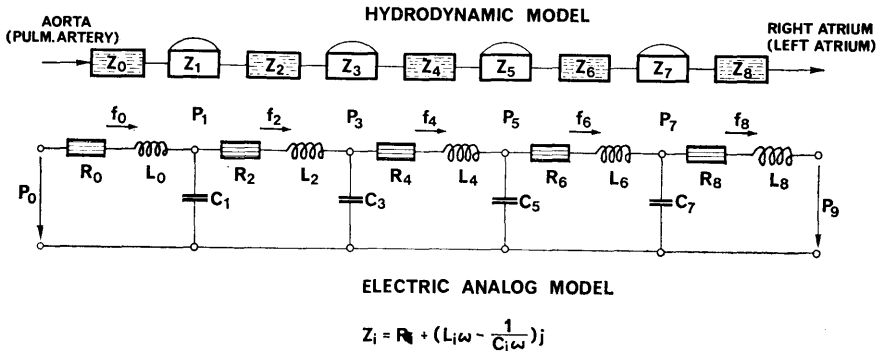 HYDRODYNAMIC MODEL
AORTA
(PULM. ARTERY)
RIGHT ATRIUM
(LEFT ATRIUM)
Z0 Z1 Z2 Z3 Z4 Z5 Z6 Z7 Z8
f0 P1 f2 P3 f4 P5 f6 P7 f8
R0 L0 R2 L2 R4 L4 R6 L6 R8 L8
P0 C1 C3 C5 C7 P9
ELECTRIC ANALOG MODEL
Zi = Ri + (Liω - 1/Ciω)j